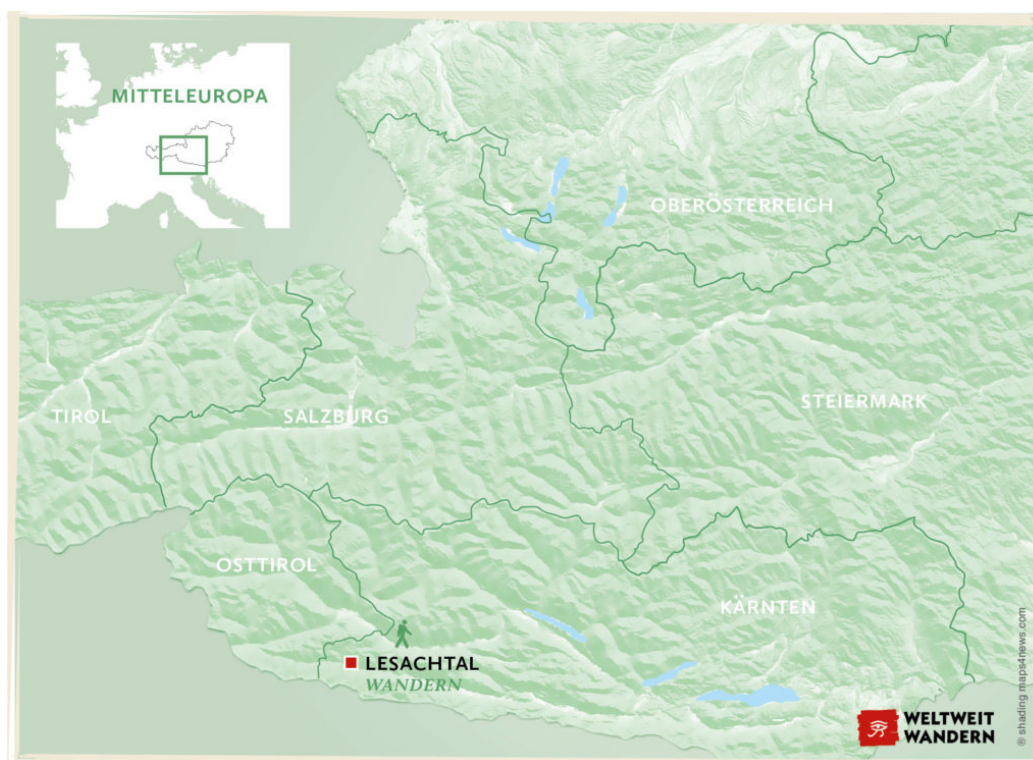 MITTELEUROPA
OBERÖSTERREICH
TIROL
SALZBURG
STEIERMARK
OSTTIROL
KÄRNTEN
LESACHTAL
WANDERN
WELTWEIT
WANDERN
® shading maps4news.com